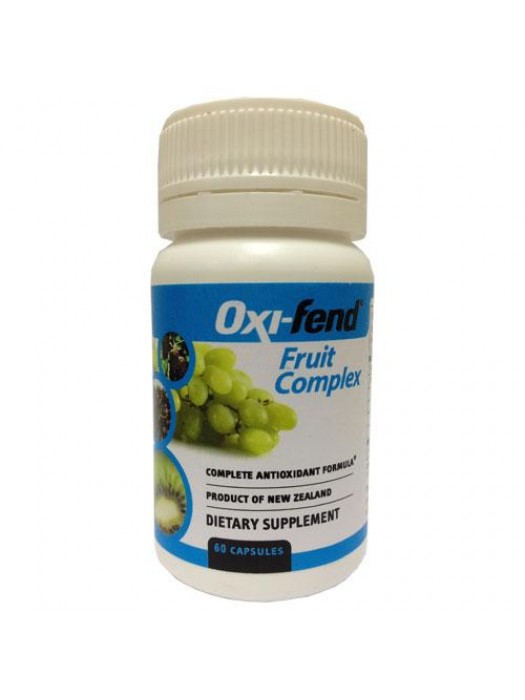 Oxi-fend®
Fruit
Complex
COMPLETE ANTIOXIDANT FORMULA
PRODUCT OF NEW ZEALAND
DIETARY SUPPLEMENT
60 CAPSULES